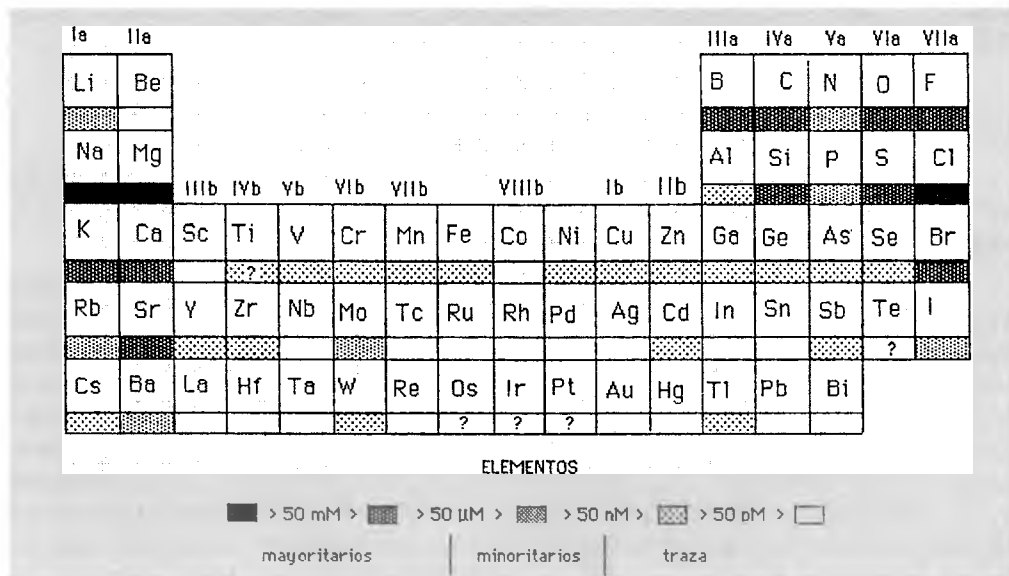 Ia IIa IIIa IVa Va VIa VIIa
Li Be B C N O F
Na Mg Al Si P S Cl
IIIb IVb Vb VIb VIIb VIIIb Ib IIb
K Ca Sc Ti V Cr Mn Fe Co Ni Cu Zn Ga Ge As Se Br
?
Rb Sr Y Zr Nb Mo Tc Ru Rh Pd Ag Cd In Sn Sb Te I
?
Cs Ba La Hf Ta W Re Os Ir Pt Au Hg Tl Pb Bi
? ? ?
ELEMENTOS
> 50 mM > > 50 µM > > 50 nM > > 50 pM >
mayoritarios minoritarios traza